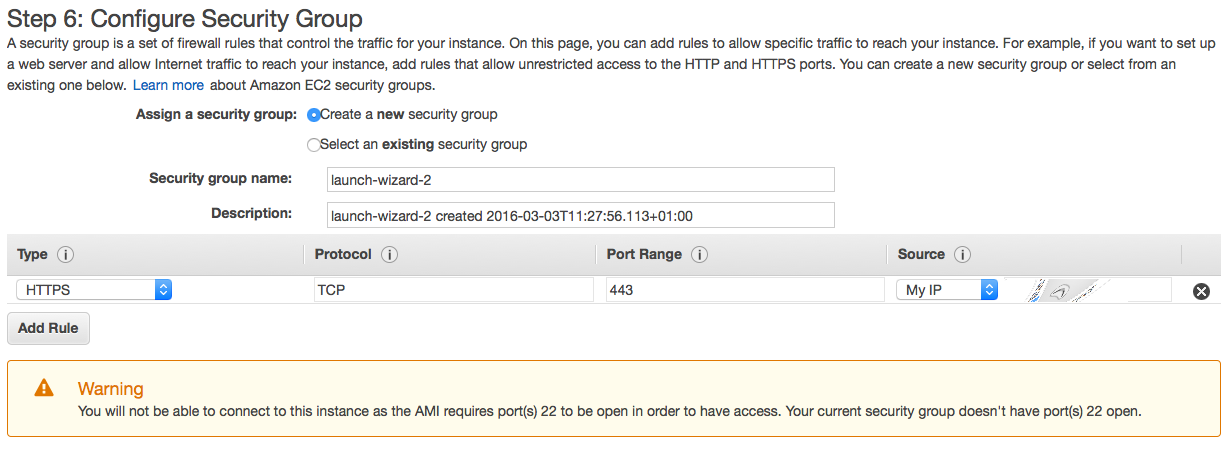 Step 6: Configure Security Group
A security group is a set of firewall rules that control the traffic for your instance. On this page, you can add rules to allow specific traffic to reach your instance. For example, if you want to set up
a web server and allow Internet traffic to reach your instance, add rules that allow unrestricted access to the HTTP and HTTPS ports. You can create a new security group or select from an
existing one below. Learn more about Amazon EC2 security groups.
Assign a security group: Create a new security group
Select an existing security group
Security group name: launch-wizard-2
Description: launch-wizard-2 created 2016-03-03T11:27:56.113+01:00
Type Protocol Port Range Source
HTTPS TCP 443 My IP
Add Rule
Warning
You will not be able to connect to this instance as the AMI requires port(s) 22 to be open in order to have access. Your current security group doesn't have port(s) 22 open.